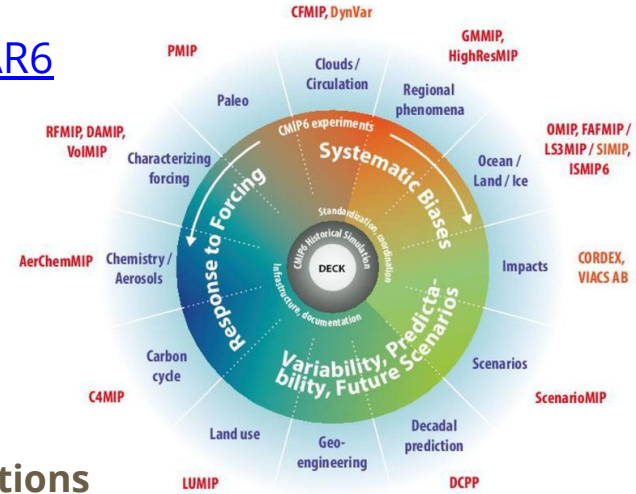 AR6
CFMIP, DynVar
PMIP
GMMIP,
HighResMIP
Clouds /
Circulation
Paleo
Regional
phenomena
RFMIP, DAMIP,
VolMIP
Characterizing
forcing
CMIP6 experiments
Systematic Biases
Ocean /
Land / Ice
OMIP, FAFMIP /
LS3MIP / SIMIP,
ISMIP6
Response to Forcing
Standardization, coordination
CMIP6 Historical Simulation
DECK
Infrastructure, documentation
AerChemMIP
Chemistry /
Aerosols
Impacts
CORDEX,
VIACS AB
Variability, Predicta-
bility, Future Scenarios
Carbon
cycle
Scenarios
C4MIP
ScenarioMIP
Land use
Geo-
engineering
Decadal
prediction
tions
LUMIP
DCPP